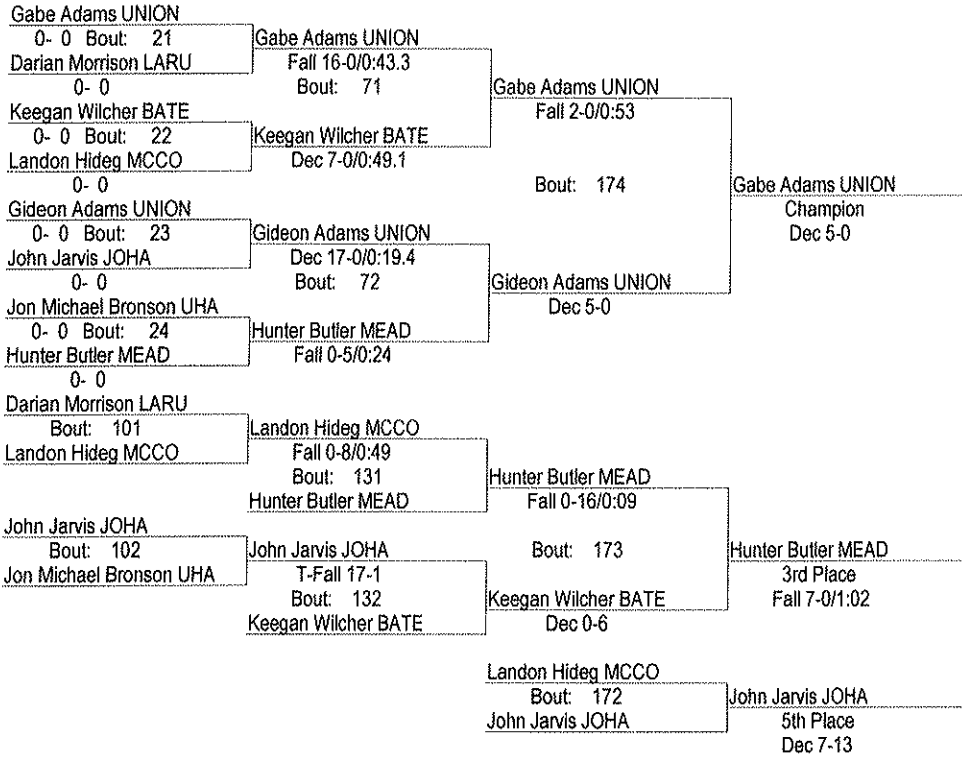 Gabe Adams UNION
0- 0 Bout: 21
Darian Morrison LARU
0- 0
Keegan Wilcher BATE
0- 0 Bout: 22
Landon Hideg MCCO
0- 0
Gideon Adams UNION
0- 0 Bout: 23
John Jarvis JOHA
0- 0
Jon Michael Bronson UHA
0- 0 Bout: 24
Hunter Butler MEAD
0- 0
Gabe Adams UNION
Fall 16-0/0:43.3
Bout: 71
Keegan Wilcher BATE
Dec 7-0/0:49.1
Gideon Adams UNION
Dec 17-0/0:19.4
Bout: 72
Hunter Butler MEAD
Fall 0-5/0:24
Gabe Adams UNION
Fall 2-0/0:53
Bout: 174
Gideon Adams UNION
Dec 5-0
Gabe Adams UNION
Champion
Dec 5-0
Darian Morrison LARU
Bout: 101
Landon Hideg MCCO
John Jarvis JOHA
Bout: 102
Jon Michael Bronson UHA
Landon Hideg MCCO
Fall 0-8/0:49
Bout: 131
Hunter Butler MEAD
John Jarvis JOHA
T-Fall 17-1
Bout: 132
Keegan Wilcher BATE
Hunter Butler MEAD
Fall 0-16/0:09
Bout: 173
Keegan Wilcher BATE
Dec 0-6
Hunter Butler MEAD
3rd Place
Fall 7-0/1:02
Landon Hideg MCCO
Bout: 172
John Jarvis JOHA
John Jarvis JOHA
5th Place
Dec 7-13